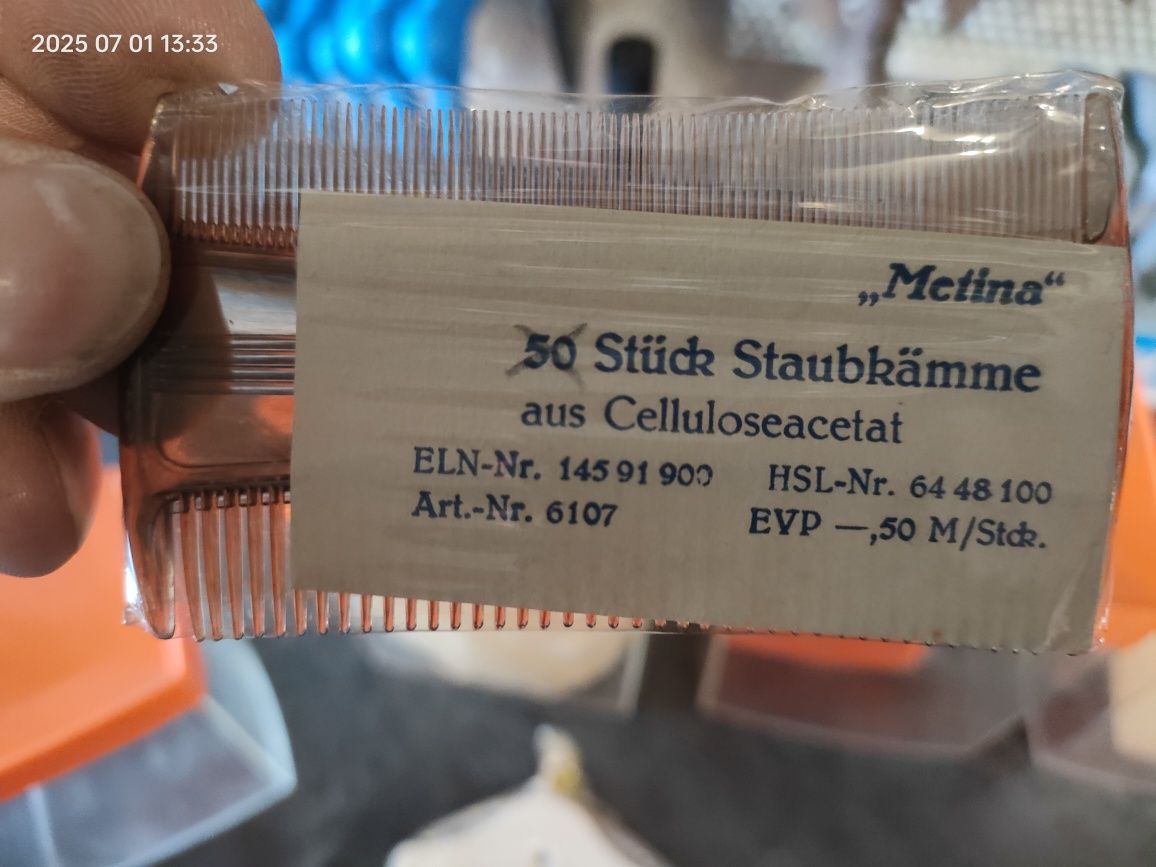 2025 07 01 13:33
„Metina“
50 Stück Staubkämme
aus Celluloseacetat
ELN-Nr. 145 91 900 HSL-Nr. 64 48 100
Art.-Nr. 6107 EVP —,50 M/Stck.